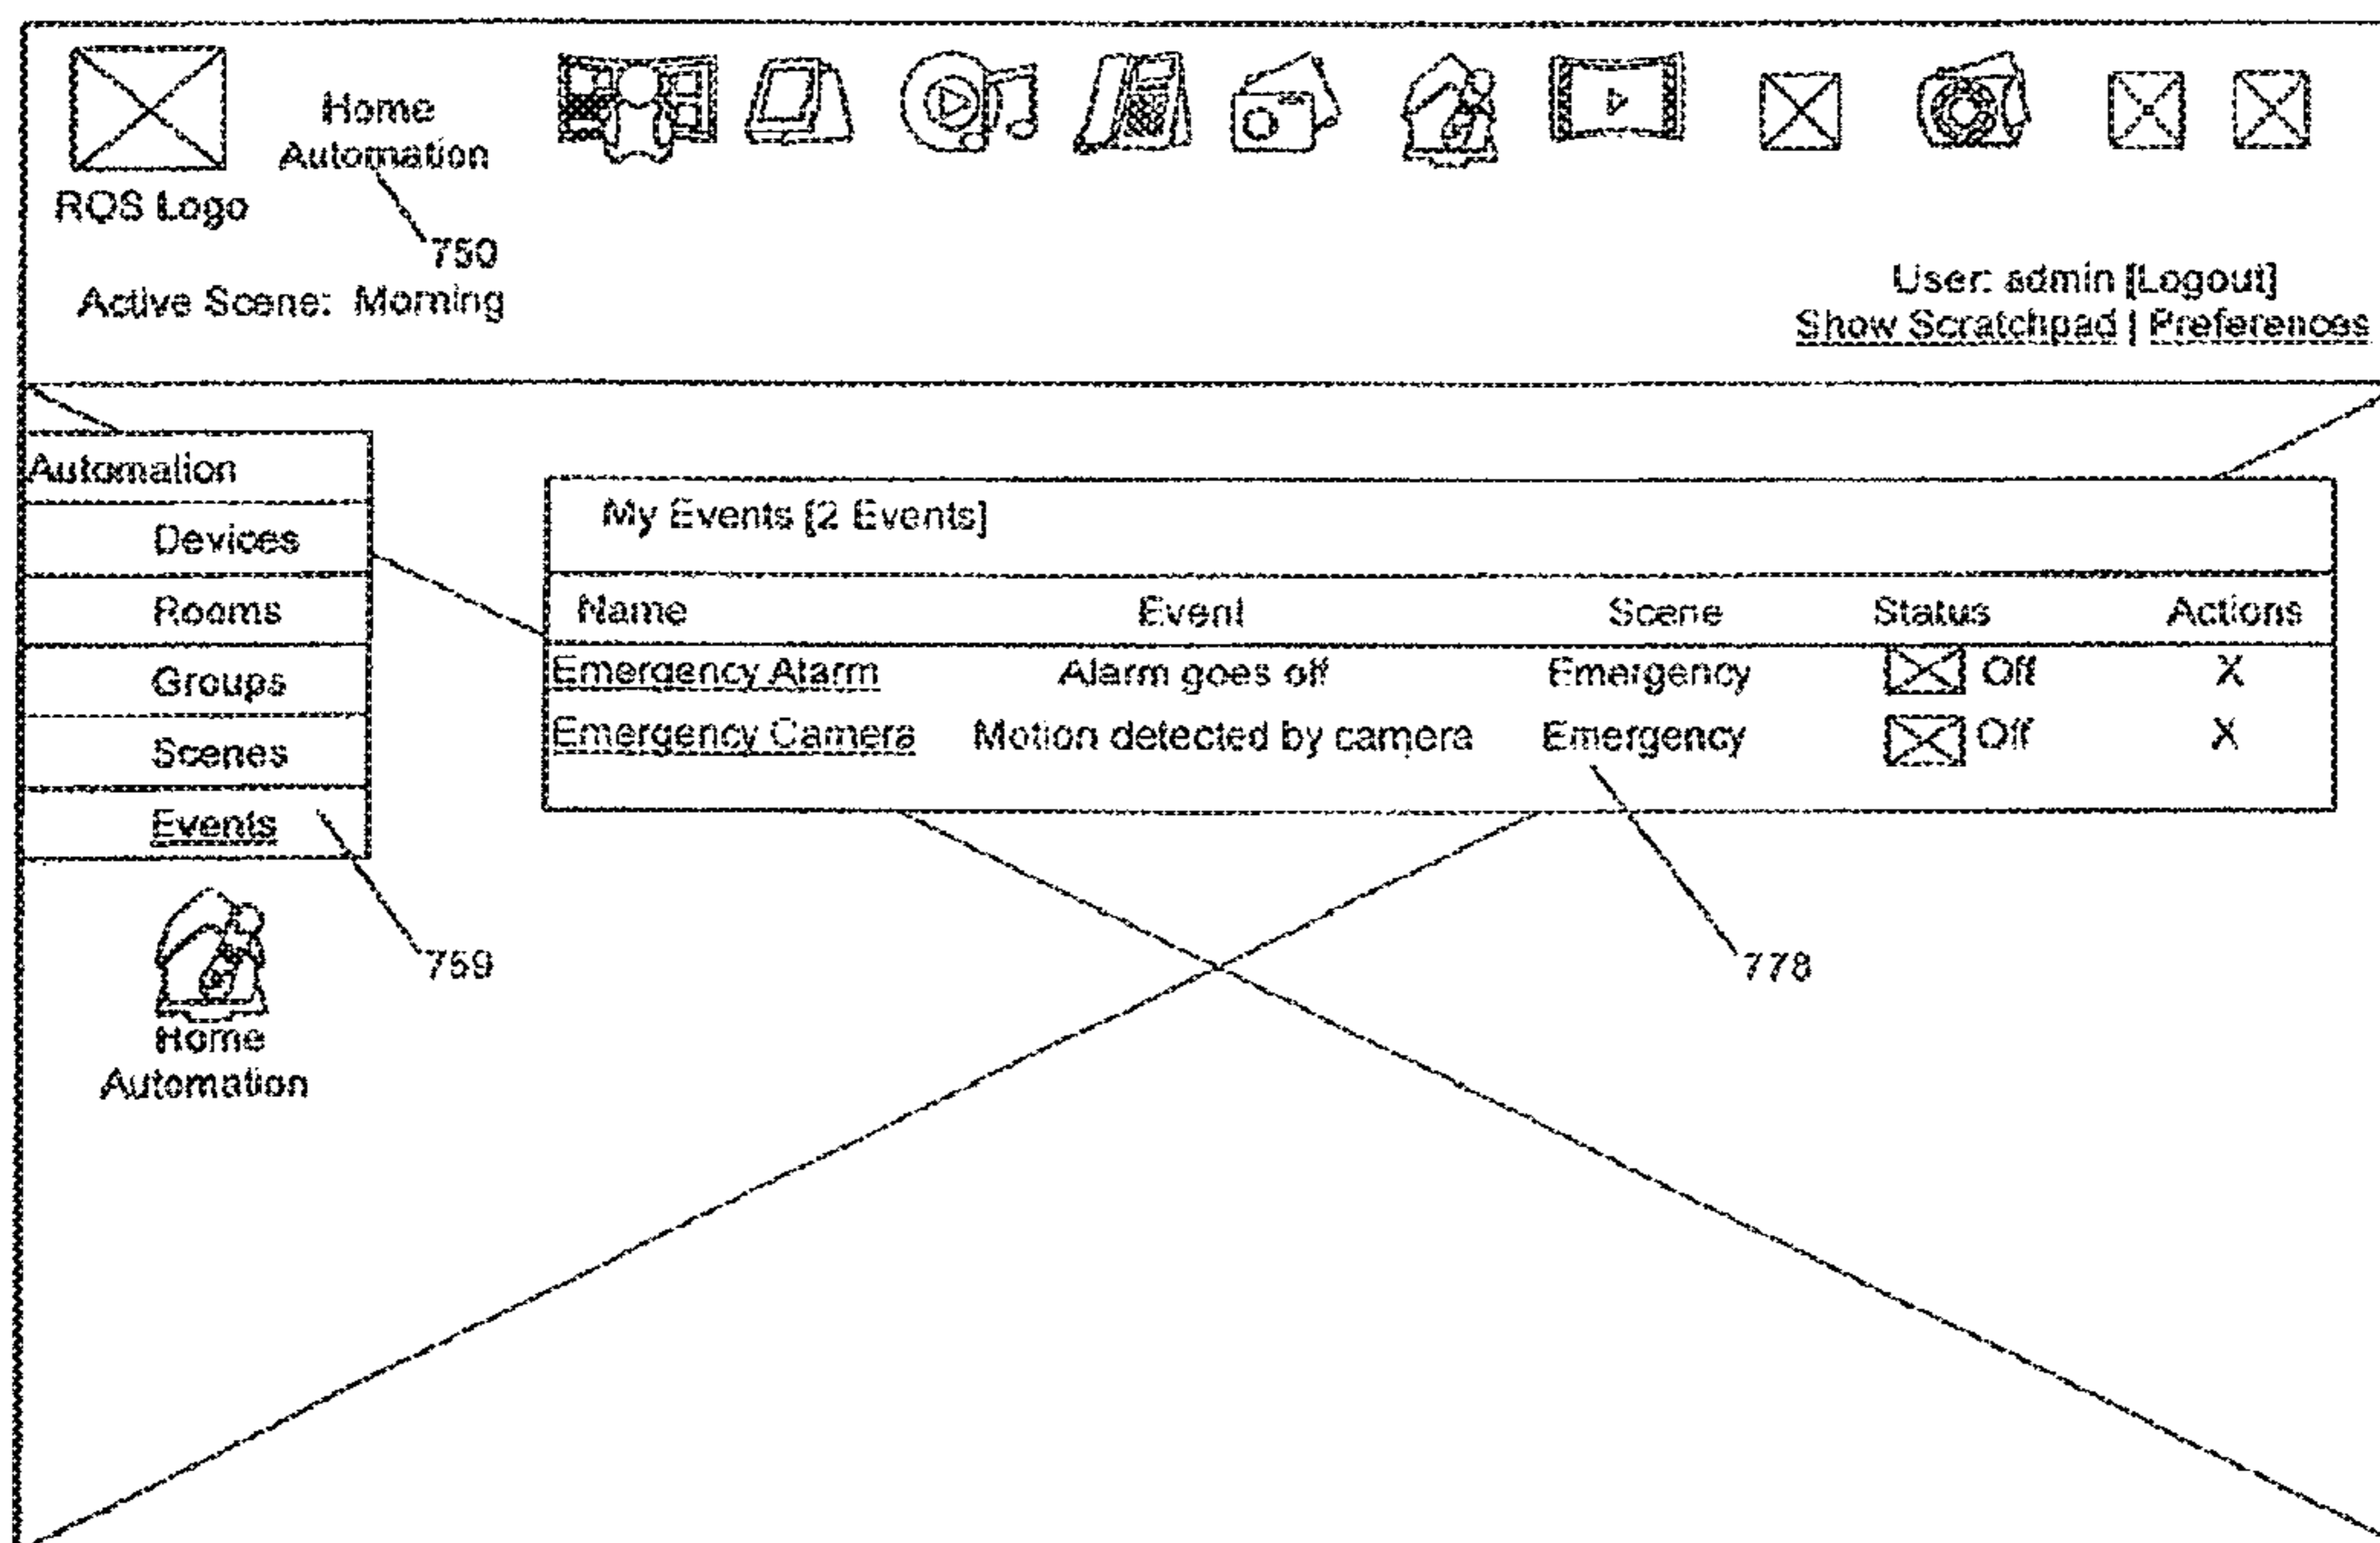 Home
Automation
RQS Logo
750
Active Scene: Morning
User: admin [Logout]
Show Scratchpad | Preferences
Automation
Devices
Rooms
Groups
Scenes
Events
My Events [2 Events]
Name Event Scene Status Actions
Emergency Alarm Alarm goes off Emergency Off X
Emergency Camera Motion detected by camera Emergency Off X
759
778
Home
Automation